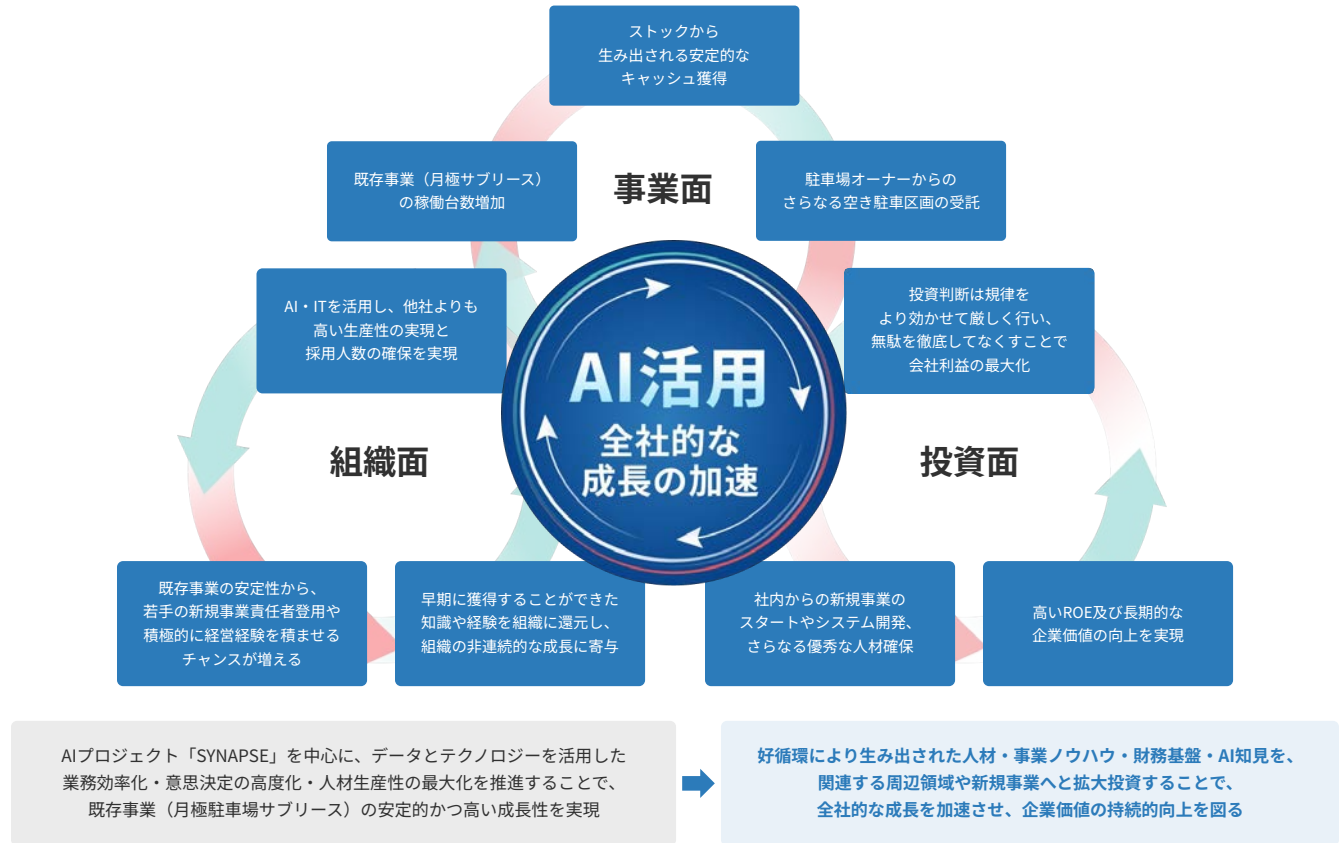 ストックから
生み出される安定的な
キャッシュ獲得
既存事業（月極サブリース）
の稼働台数増加
事業面
駐車場オーナーからの
さらなる空き駐車区画の受託
AI・ITを活用し、他社よりも
高い生産性の実現と
採用人数の確保を実現
投資判断は規律を
より効かせて厳しく行い、
無駄を徹底してなくすことで
会社利益の最大化
AI活用
全社的な
成長の加速
組織面
投資面
既存事業の安定性から、
若手の新規事業責任者登用や
積極的に経営経験を積ませる
チャンスが増える
早期に獲得することができた
知識や経験を組織に還元し、
組織の非連続的な成長に寄与
社内からの新規事業の
スタートやシステム開発、
さらなる優秀な人材確保
高いROE及び長期的な
企業価値の向上を実現
AIプロジェクト「SYNAPSE」を中心に、データとテクノロジーを活用した
業務効率化・意思決定の高度化・人材生産性の最大化を推進することで、
既存事業（月極駐車場サブリース）の安定的かつ高い成長性を実現
好循環により生み出された人材・事業ノウハウ・財務基盤・AI知見を、
関連する周辺領域や新規事業へと拡大投資することで、
全社的な成長を加速させ、企業価値の持続的向上を図る